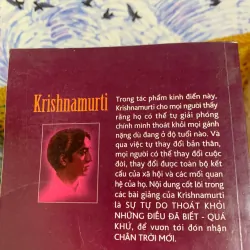 Krishnamurti
Trong tác phẩm kinh điển này,
Krishnamurti cho mọi người thấy
rằng họ có thể tự giải phóng
chính mình thoát khỏi mọi gánh
nặng dù đang ở độ tuổi nào. Và
qua việc tự thay đổi bản thân,
mọi người có thể thay đổi cuộc
đời, thay đổi được toàn bộ kết
cấu của xã hội và các mối quan
hệ của họ. Nội dung cốt lõi trong
các bài giảng của Krishnamurti
là SỰ TỰ DO THOÁT KHỎI
NHỮNG ĐIỀU ĐÃ BIẾT - QUÁ
KHỨ, để vươn tới đón nhận
CHÂN TRỜI MỚI.